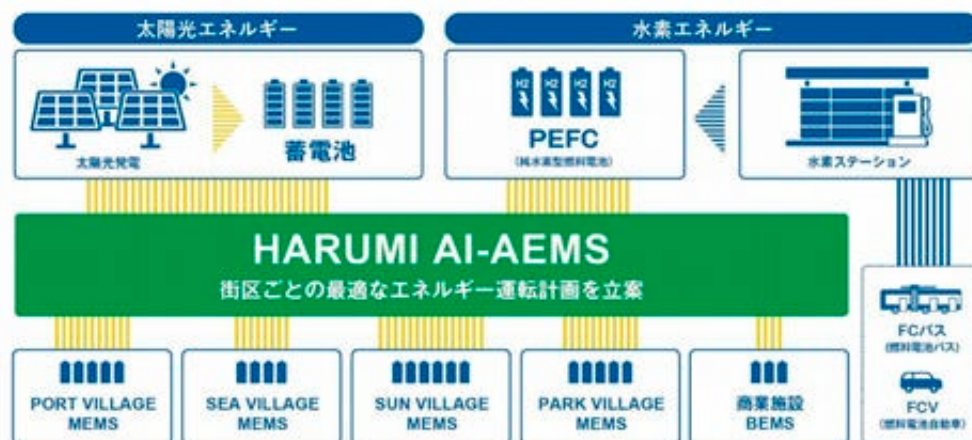 太陽光エネルギー
水素エネルギー
太陽光発電
蓄電池
H2 H2 H2 H2
PEFC
(純水素型燃料電池)
水素ステーション
HARUMI AI-AEMS
街区ごとの最適なエネルギー運転計画を立案
PORT VILLAGE
MEMS
SEA VILLAGE
MEMS
SUN VILLAGE
MEMS
PARK VILLAGE
MEMS
商業施設
BEMS
FCバス
(燃料電池バス)
FCV
(燃料電池自動車)